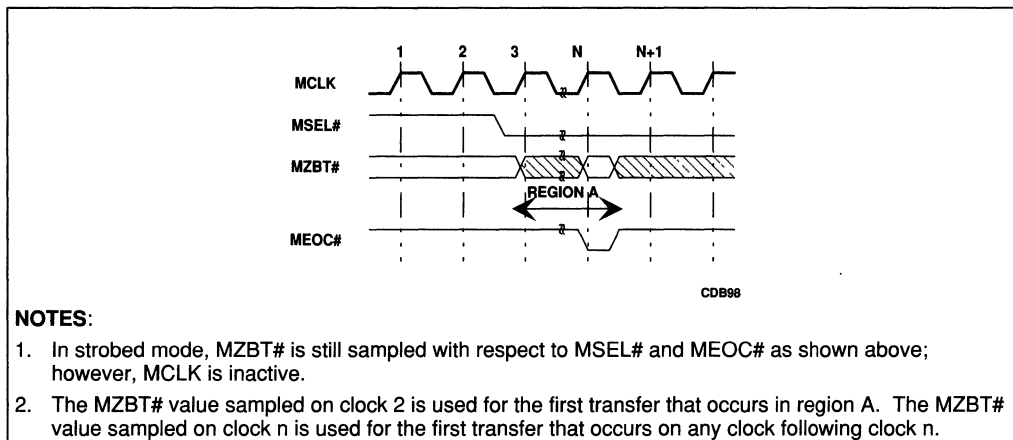 1 2 3 N N+1
MCLK
MSEL#
MZBT#
REGION A
MEOC#
CDB98
NOTES:
1. In strobed mode, MZBT# is still sampled with respect to MSEL# and MEOC# as shown above;
however, MCLK is inactive.
2. The MZBT# value sampled on clock 2 is used for the first transfer that occurs in region A. The MZBT#
value sampled on clock n is used for the first transfer that occurs on any clock following clock n.